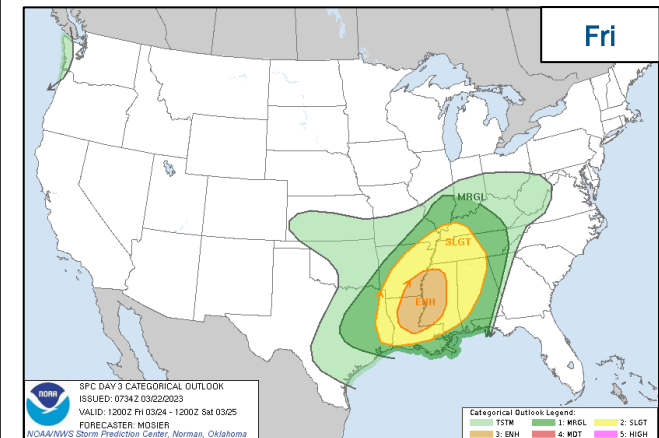 Fri
MRGL
SLGT
ENH
NOAA
SPC DAY 3 CATEGORICAL OUTLOOK
ISSUED: 0734Z 03/22/2023
VALID: 1200Z Fri 03/24 - 1200Z Sat 03/25
FORECASTER: MOSIER
NOAA/NWS Storm Prediction Center, Norman, Oklahoma
Categorical Outlook Legend:
TSTM 1: MRGL 2: SLGT
3: ENH 4: MDT 5: HIGH